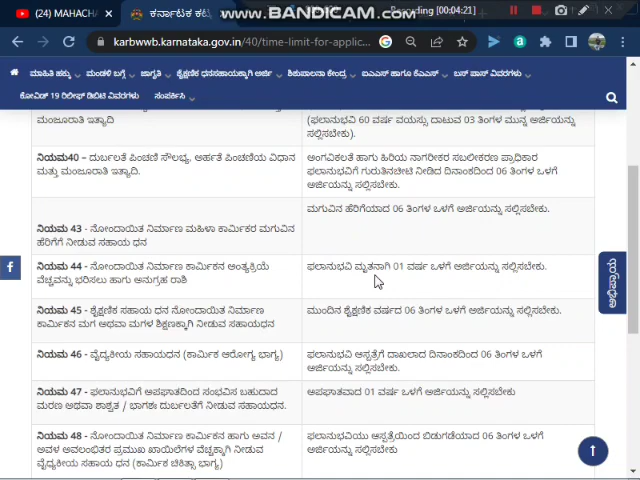 (24) MAHACHA
ಕರ್ನಾಟಕ ಕಟ್ಟ
www.BANDICAM.com
Recording [00:04:21]
karbwwb.karnataka.gov.in/40/time-limit-for-applic...
ಮಾಹಿತಿ ಹಕ್ಕು ಮಂಡಳಿ ಬಗ್ಗೆ ಜಾಗೃತಿ ಶೈಕ್ಷಣಿಕ ಧನಸಹಾಯಕ್ಕಾಗಿ ಅರ್ಜಿ ಶಿಶುಪಾಲನಾ ಕೇಂದ್ರ ಐಎಎಸ್ ಹಾಗೂ ಕೆಎಎಸ್ ಬಸ್ ಪಾಸ್ ವಿವರಗಳು
ಕೋವಿಡ್ 19 ರಿಲೀಫ್ ಡಿಬಿಟಿ ವಿವರಗಳು ಸಂಪರ್ಕಿಸಿ
ಮಂಜೂರಾತಿ ಇತ್ಯಾದಿ
(ಫಲಾನುಭವಿ 60 ವರ್ಷ ವಯಸ್ಸು ದಾಟುವ 03 ತಿಂಗಳ ಮುನ್ನ ಅರ್ಜಿಯನ್ನು
ಸಲ್ಲಿಸಬೇಕು).
ನಿಯಮ40 – ದುರ್ಬಲತೆ ಪಿಂಚಣಿ ಸೌಲಭ್ಯ. ಅರ್ಹತೆ ಪಿಂಚಣಿಯ ವಿಧಾನ
ಮತ್ತು ಮಂಜೂರಾತಿ ಇತ್ಯಾದಿ.
ಅಂಗವಿಕಲತೆ ಹಾಗು ಹಿರಿಯ ನಾಗರೀಕರ ಸಬಲೀಕರಣ ಪ್ರಾಧಿಕಾರ
ಫಲಾನುಭವಿಗೆ ಗುರುತಿನಚೀಟಿ ನೀಡಿದ ದಿನಾಂಕದಿಂದ 06 ತಿಂಗಳ ಒಳಗೆ
ಅರ್ಜಿಯನ್ನು ಸಲ್ಲಿಸಬೇಕು.
ನಿಯಮ 43 - ನೋಂದಾಯಿತ ನಿರ್ಮಾಣ ಮಹಿಳಾ ಕಾರ್ಮಿಕರ ಮಗುವಿನ
ಹೆರಿಗೆಗೆ ನೀಡುವ ಸಹಾಯ ಧನ
ಮಗುವಿನ ಹೆರಿಗೆಯಾದ 06 ತಿಂಗಳ ಒಳಗೆ ಅರ್ಜಿಯನ್ನು ಸಲ್ಲಿಸಬೇಕು.
ನಿಯಮ 44 - ನೋಂದಾಯಿತ ನಿರ್ಮಾಣ ಕಾರ್ಮಿಕನ ಅಂತ್ಯಕ್ರಿಯೆ
ವೆಚ್ಚವನ್ನು ಭರಿಸಲು ಹಾಗು ಅನುಗ್ರಹ ರಾಶಿ
ಫಲಾನುಭವಿ ಮೃತನಾಗಿ 01 ವರ್ಷ ಒಳಗೆ ಅರ್ಜಿಯನ್ನು ಸಲ್ಲಿಸಬೇಕು.
ನಿಯಮ 45 - ಶೈಕ್ಷಣಿಕ ಸಹಾಯ ಧನ ನೋಂದಾಯಿತ ನಿರ್ಮಾಣ
ಕಾರ್ಮಿಕನ ಮಗ ಅಥವಾ ಮಗಳ ಶಿಕ್ಷಣಕ್ಕಾಗಿ ನೀಡುವ ಸಹಾಯಧನ
ಮುಂದಿನ ಶೈಕ್ಷಣಿಕ ವರ್ಷದ 06 ತಿಂಗಳ ಒಳಗೆ ಅರ್ಜಿಯನ್ನು ಸಲ್ಲಿಸಬೇಕು.
ನಿಯಮ 46 - ವೈದ್ಯಕೀಯ ಸಹಾಯಧನ (ಕಾರ್ಮಿಕ ಆರೋಗ್ಯ ಭಾಗ್ಯ)
ಫಲಾನುಭವಿ ಆಸ್ಪತ್ರೆಗೆ ದಾಖಲಾದ ದಿನಾಂಕದಿಂದ 06 ತಿಂಗಳ ಒಳಗೆ
ಅರ್ಜಿಯನ್ನು ಸಲ್ಲಿಸಬೇಕು.
ನಿಯಮ 47 - ಫಲಾನುಭವಿಗೆ ಅಪಘಾತದಿಂದ ಸಂಭವಿಸ ಬಹುದಾದ
ಮರಣ ಅಥವಾ ಶಾಶ್ವತ / ಭಾಗಶಃ ದುರ್ಬಲತೆಗೆ ನೀಡುವ ಸಹಾಯಧನ.
ಅಪಘಾತವಾದ 01 ವರ್ಷ ಒಳಗೆ ಅರ್ಜಿಯನ್ನು ಸಲ್ಲಿಸಬೇಕು
ನಿಯಮ 48 - ನೋಂದಾಯಿತ ನಿರ್ಮಾಣ ಕಾರ್ಮಿಕನ ಹಾಗು ಅವನ /
ಅವಳ ಅವಲಂಭಿತರ ಪ್ರಮುಖ ಖಾಯಿಲೆಗಳ ವೆಚ್ಚಕ್ಕಾಗಿ ನೀಡುವ
ವೈದ್ಯಕೀಯ ಸಹಾಯ ಧನ (ಕಾರ್ಮಿಕ ಚಿಕಿತ್ಸಾ ಭಾಗ್ಯ)
ಫಲಾನುಭವಿಯು ಆಸ್ಪತ್ರೆಯಿಂದ ಬಿಡುಗಡೆಯಾದ 06 ತಿಂಗಳ ಒಳಗೆ
ಅರ್ಜಿಯನ್ನು ಸಲ್ಲಿಸಬೇಕು
ಅಭಿಪ್ರಾಯ